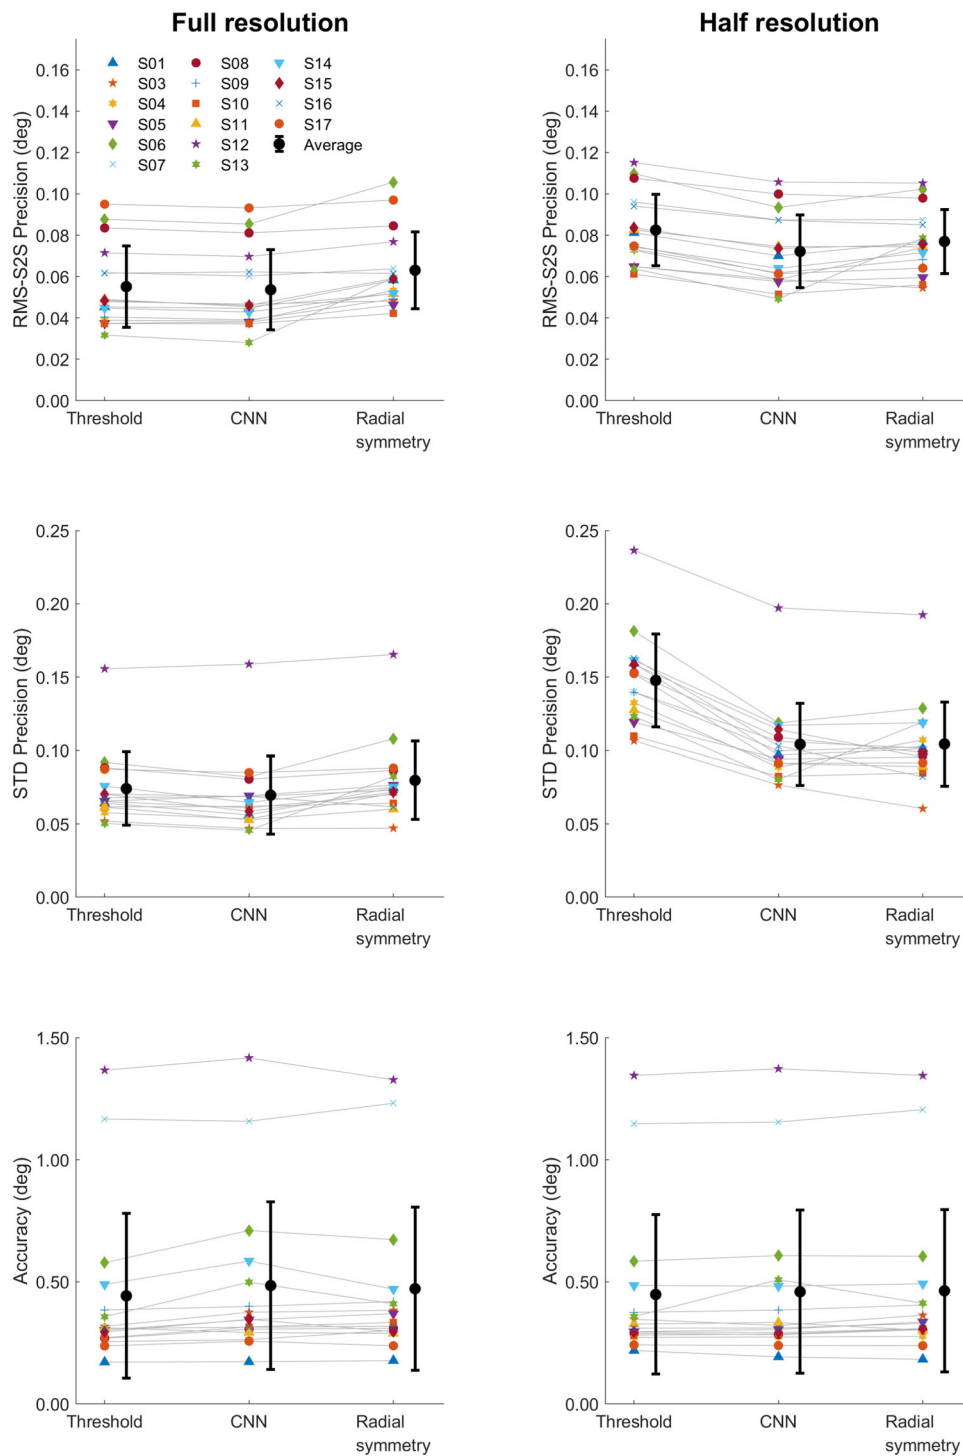 Full resolution
Half resolution
0.16
0.14
0.12
0.10
0.08
0.06
0.04
0.02
0.00
RMS-S2S Precision (deg)
S01 S08 S14
S03 S09 S15
S04 S10 S16
S05 S11 S17
S06 S12 Average
S07 S13
Threshold CNN Radial
symmetry
0.16
0.14
0.12
0.10
0.08
0.06
0.04
0.02
0.00
RMS-S2S Precision (deg)
Threshold CNN Radial
symmetry
0.25
0.20
0.15
0.10
0.05
0.00
STD Precision (deg)
Threshold CNN Radial
symmetry
0.25
0.20
0.15
0.10
0.05
0.00
STD Precision (deg)
Threshold CNN Radial
symmetry
1.50
1.00
0.50
0.00
Accuracy (deg)
Threshold CNN Radial
symmetry
1.50
1.00
0.50
0.00
Accuracy (deg)
Threshold CNN Radial
symmetry